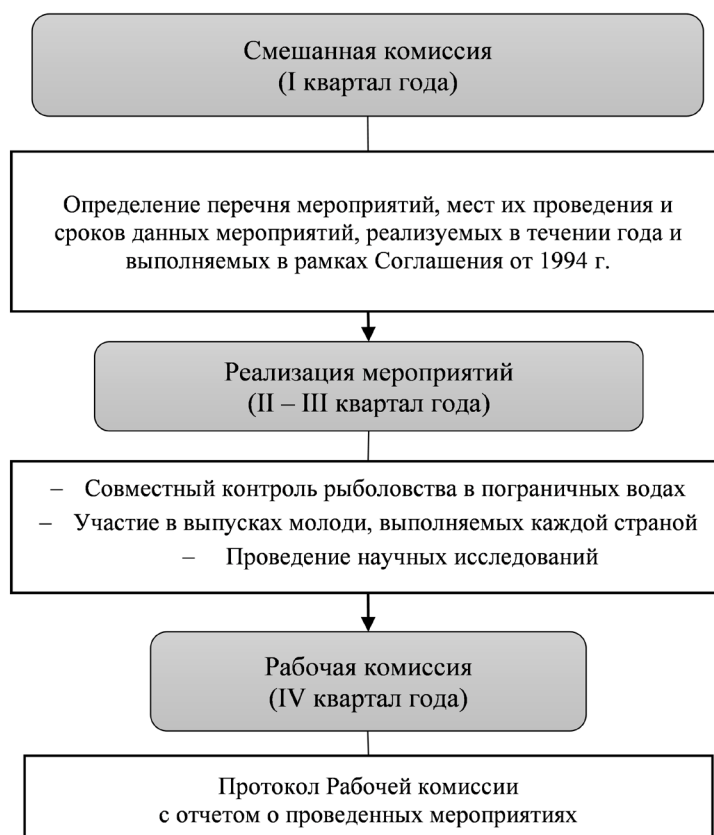 Смешанная комиссия
(I квартал года)
Определение перечня мероприятий, мест их проведения и
сроков данных мероприятий, реализуемых в течении года и
выполняемых в рамках Соглашения от 1994 г.
Реализация мероприятий
(II – III квартал года)
– Совместный контроль рыболовства в пограничных водах
– Участие в выпусках молоди, выполняемых каждой страной
– Проведение научных исследований
Рабочая комиссия
(IV квартал года)
Протокол Рабочей комиссии
с отчетом о проведенных мероприятиях